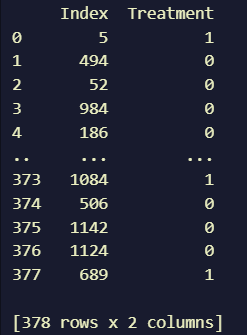 Index Treatment
0 5 1
1 494 0
2 52 0
3 984 0
4 186 0
.. ... ...
373 1084 1
374 506 0
375 1142 0
376 1124 0
377 689 1
[378 rows x 2 columns]